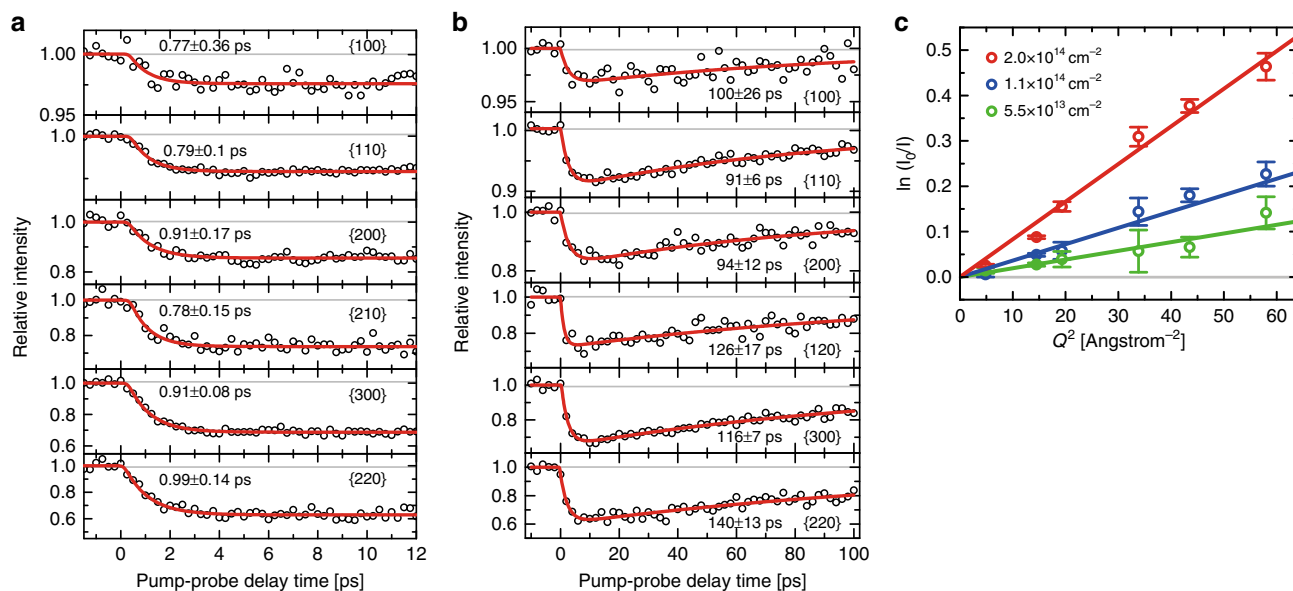 a
Relative intensity
1.00
0.95
0.77±0.36 ps
{100}
1.0
0.79±0.1 ps
{110}
1.0
0.8
0.91±0.17 ps
{200}
1.0
0.8
0.6
0.78±0.15 ps
{210}
1.0
0.8
0.6
0.91±0.08 ps
{300}
1.0
0.8
0.6
0.99±0.14 ps
{220}
0 2 4 6 8 10 12
Pump-probe delay time [ps]
b
Relative intensity
1.00
0.95
100±26 ps
{100}
1.0
0.9
91±6 ps
{110}
1.0
0.8
94±12 ps
{200}
1.0
0.8
0.6
126±17 ps
{120}
1.0
0.8
0.6
116±7 ps
{300}
1.0
0.8
0.6
140±13 ps
{220}
0 20 40 60 80 100
Pump-probe delay time [ps]
c
ln (I₀/I)
0.5
0.4
0.3
0.2
0.1
0.0
2.0×10¹⁴ cm⁻²
1.1×10¹⁴ cm⁻²
5.5×10¹³ cm⁻²
0 10 20 30 40 50 60
Q² [Angstrom⁻²]